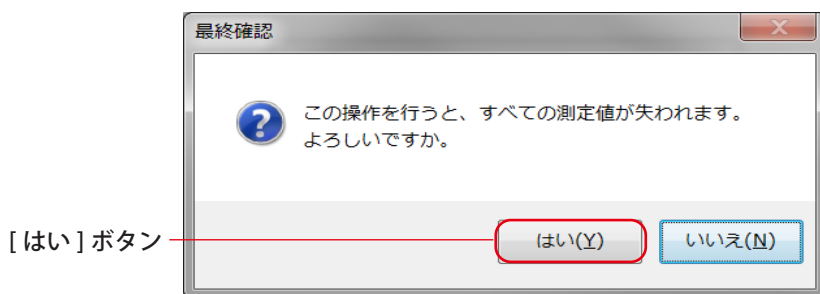 最終確認
この操作を行うと、すべての測定値が失われます。
よろしいですか。
[ はい ] ボタン
はい(Y)
いいえ(N)